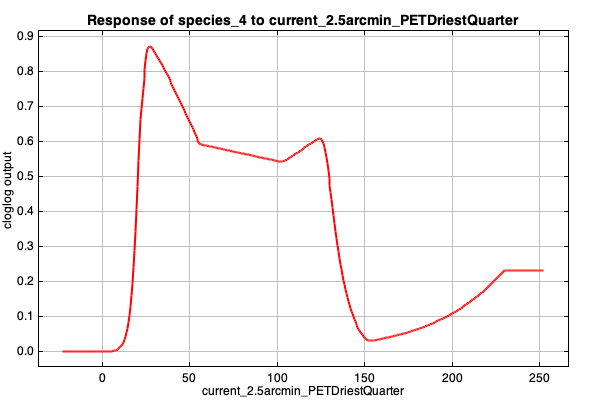 Response of species_4 to current_2.5arcmin_PETDriestQuarter
0.9
0.8
0.7
0.6
0.5
0.4
0.3
0.2
0.1
0.0
cloglog output
0 50 100 150 200 250
current_2.5arcmin_PETDriestQuarter